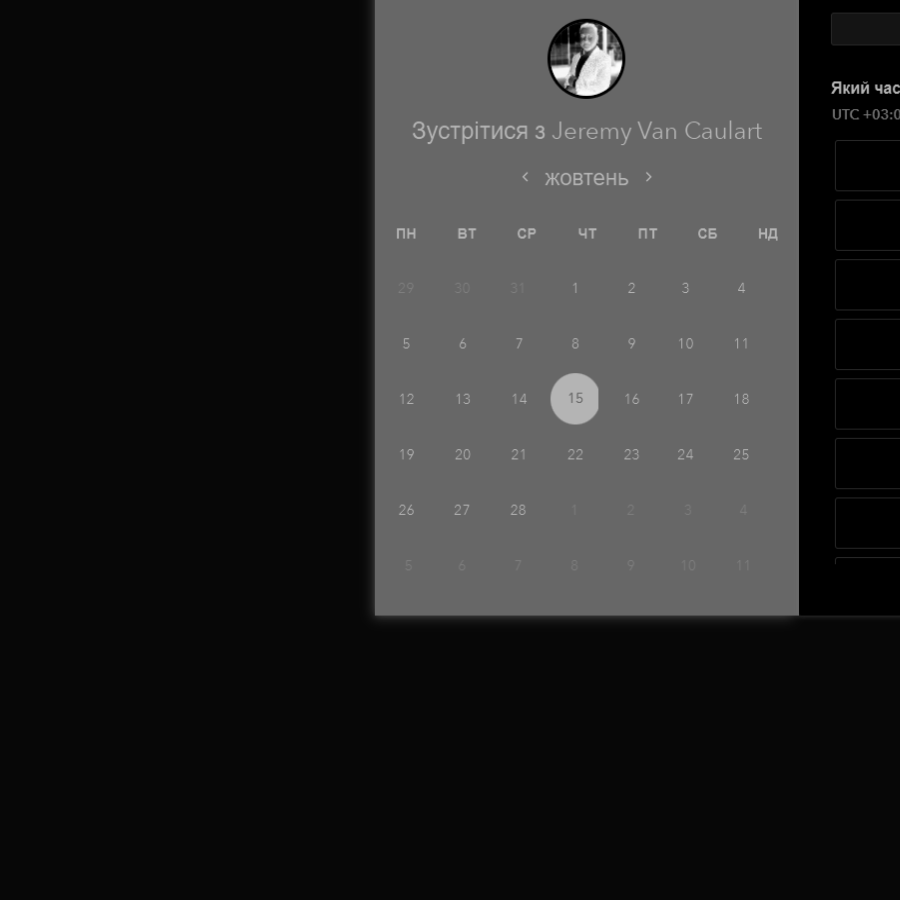 Зустрітися з Jeremy Van Caulart
‹ жовтень ›
ПН ВТ СР ЧТ ПТ СБ НД
29 30 31 1 2 3 4
5 6 7 8 9 10 11
12 13 14 15 16 17 18
19 20 21 22 23 24 25
26 27 28 1 2 3 4
5 6 7 8 9 10 11
Який час
UTC +03:0